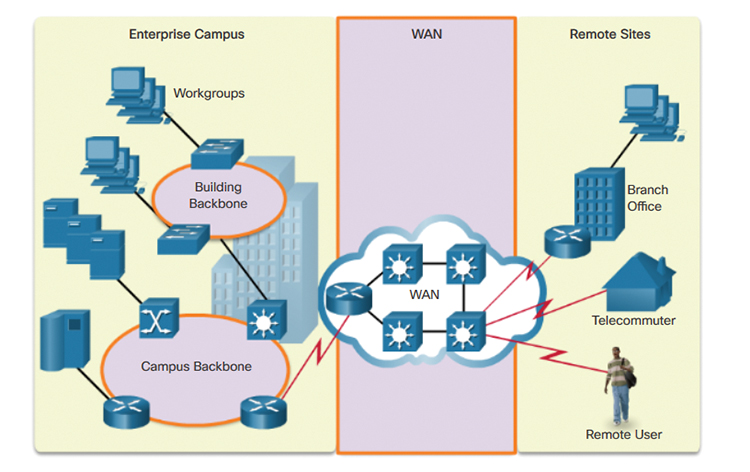 Enterprise Campus
WAN
Remote Sites
Workgroups
Building
Backbone
Branch
Office
WAN
Telecommuter
Campus Backbone
Remote User